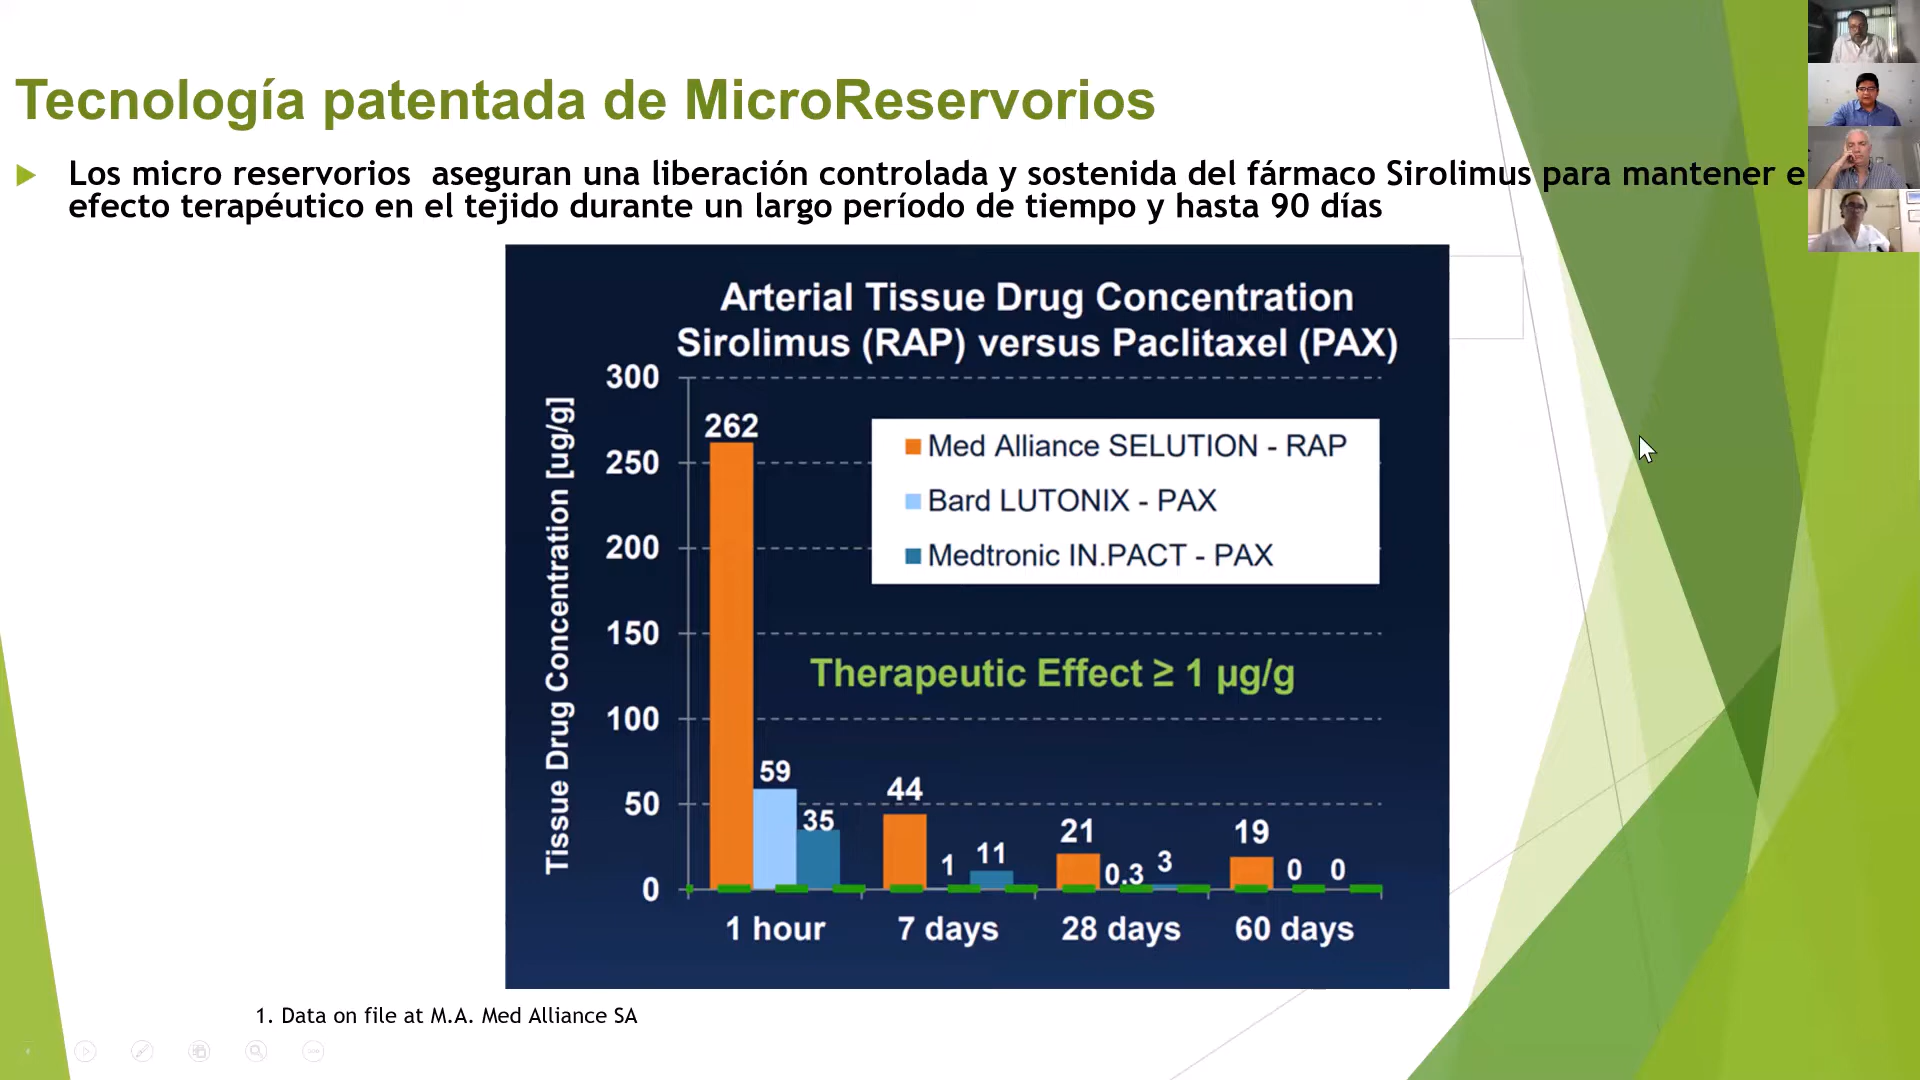 Tecnología patentada de MicroReservorios
Los micro reservorios aseguran una liberación controlada y sostenida del fármaco Sirolimus para mantener e
efecto terapéutico en el tejido durante un largo período de tiempo y hasta 90 días
Arterial Tissue Drug Concentration
Sirolimus (RAP) versus Paclitaxel (PAX)
Tissue Drug Concentration [ug/g]
300
250
200
150
100
50
0
Med Alliance SELUTION - RAP
Bard LUTONIX - PAX
Medtronic IN.PACT - PAX
Therapeutic Effect ≥ 1 µg/g
262
59
35
44
1
11
21
0.3
3
19
0
0
1 hour
7 days
28 days
60 days
1. Data on file at M.A. Med Alliance SA